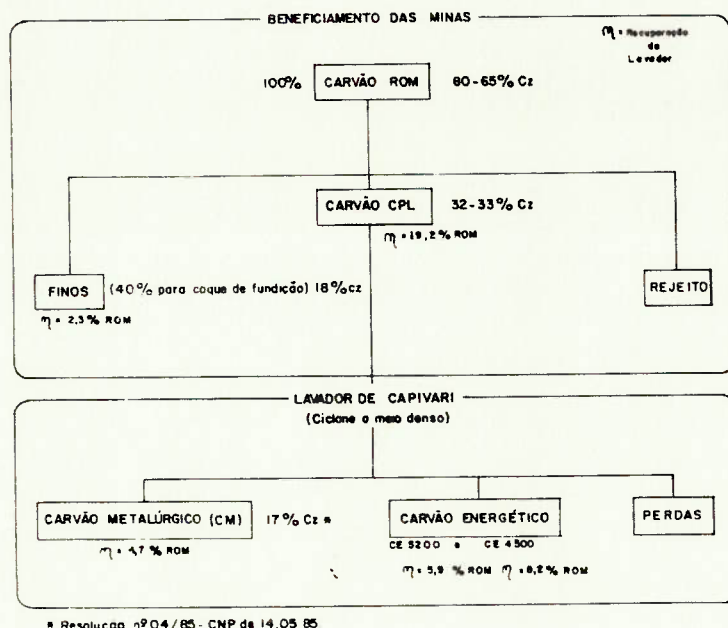 BENEFICIAMENTO DAS MINAS
η = Recuperação
do
Lavador
100% CARVÃO ROM 80-65% Cz
CARVÃO CPL 32-33% Cz
η = 19,2% ROM
FINOS (40% para coque de fundição) 18% cz
η = 2,3% ROM
REJEITO
LAVADOR DE CAPIVARI
(Ciclone a meio denso)
CARVÃO METALÚRGICO (CM) 17% Cz *
η = 4,7% ROM
CARVÃO ENERGÉTICO
CE 5200 e CE 4500
η = 5,9 % ROM η = 8,2% ROM
PERDAS
* Resolução nº 04/85 - CNP de 14.05 85